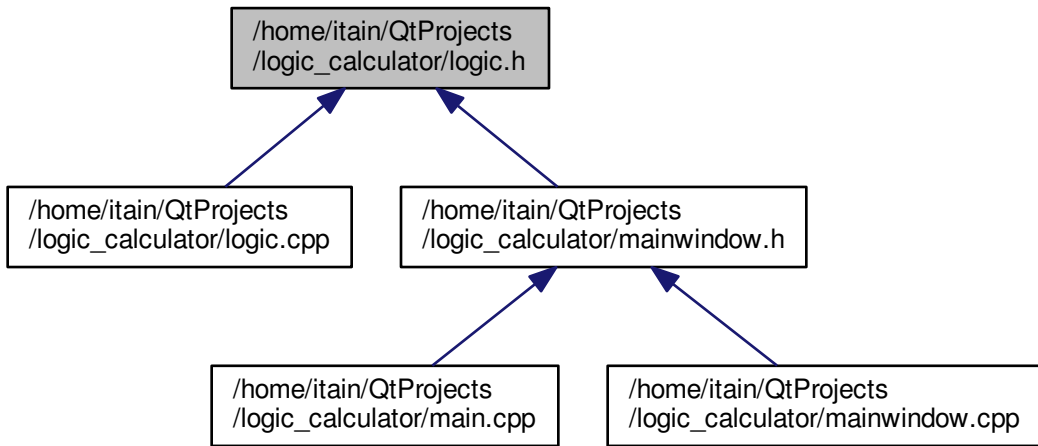 /home/itain/QtProjects
/logic_calculator/logic.h
/home/itain/QtProjects
/logic_calculator/logic.cpp
/home/itain/QtProjects
/logic_calculator/mainwindow.h
/home/itain/QtProjects
/logic_calculator/main.cpp
/home/itain/QtProjects
/logic_calculator/mainwindow.cpp